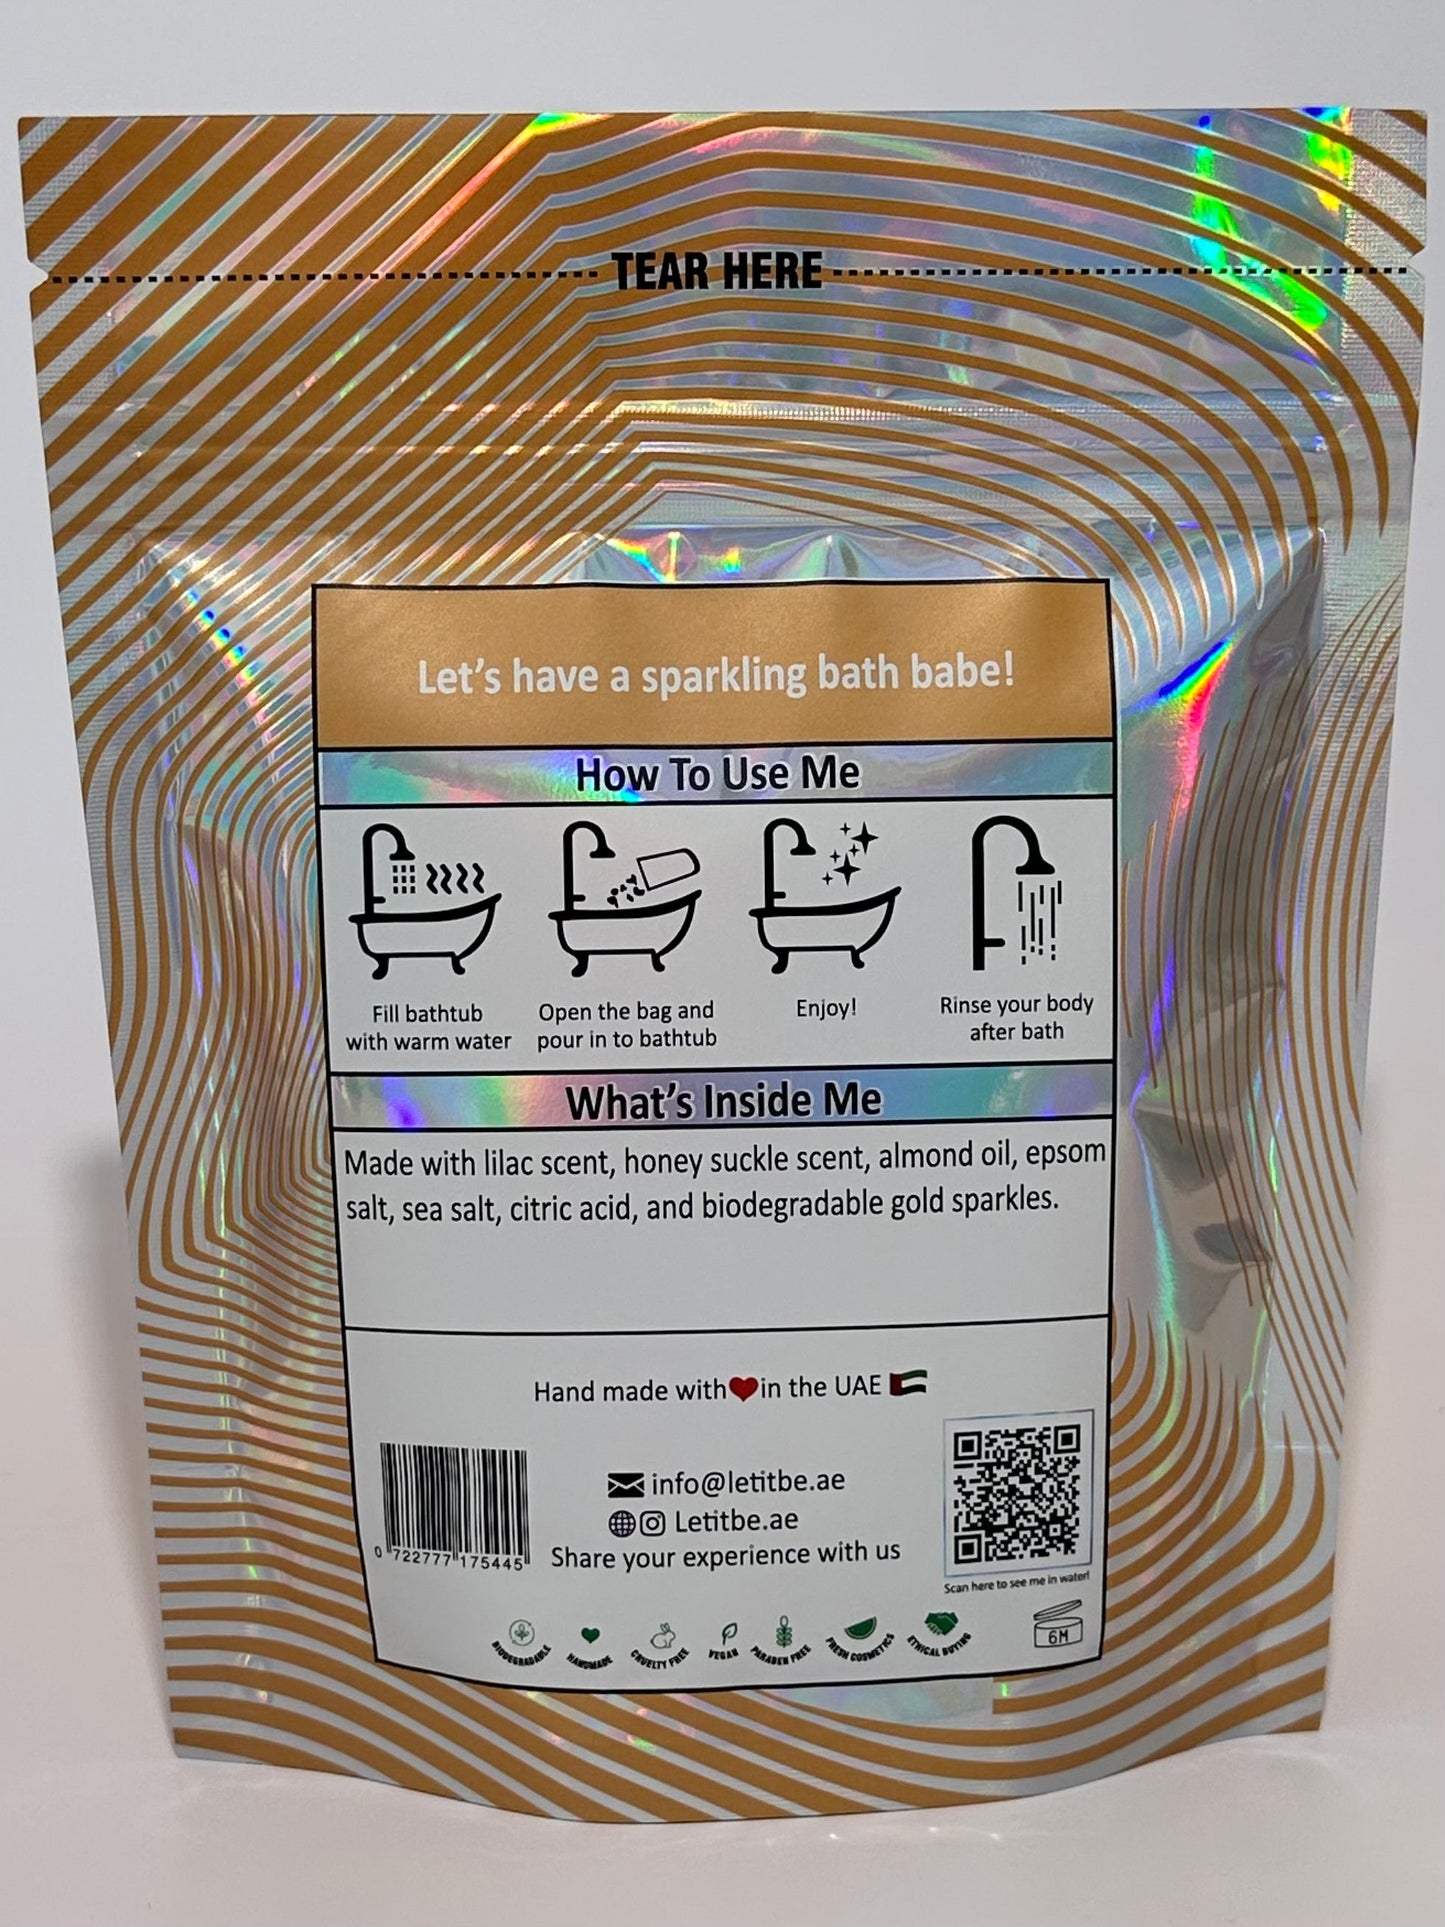 TEAR HERE
Let's have a sparkling bath babe!
How To Use Me
Fill bathtub
with warm water
Open the bag and
pour in to bathtub
Enjoy!
Rinse your body
after bath
What's Inside Me
Made with lilac scent, honey suckle scent, almond oil, epsom
salt, sea salt, citric acid, and biodegradable gold sparkles.
Hand made with❤in the UAE
info@letitbe.ae
Letitbe.ae
Share your experience with us
0 722777 175445
Scan here to see me in water!
BIODEGRADABLE
HANDMADE
CRUELTY FREE
VEGAN
PARABEN FREE
FRESH COSMETICS
ETHICAL BUYING
6M